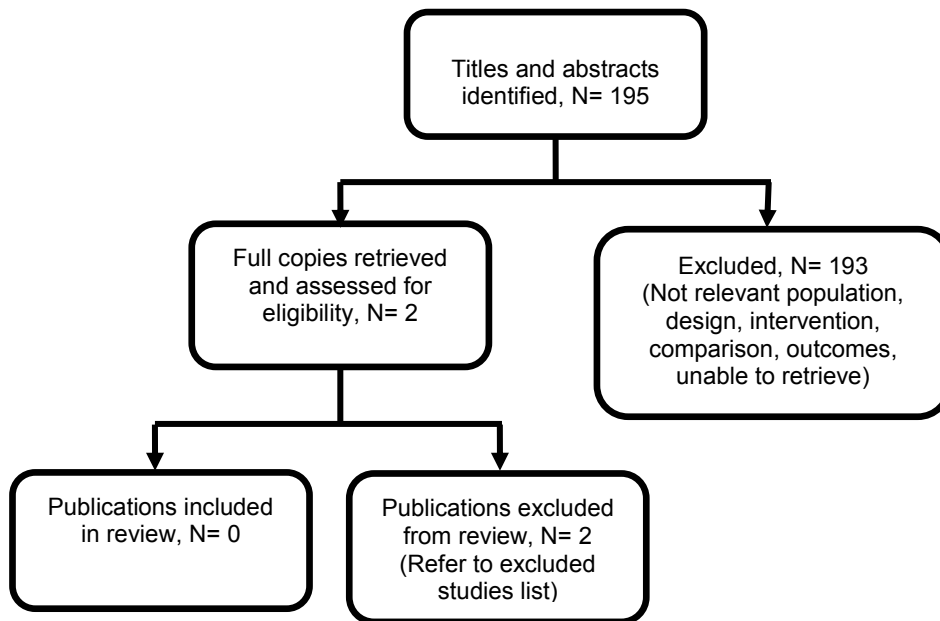 Titles and abstracts
identified, N= 195
Full copies retrieved
and assessed for
eligibility, N= 2
Excluded, N= 193
(Not relevant population,
design, intervention,
comparison, outcomes,
unable to retrieve)
Publications included
in review, N= 0
Publications excluded
from review, N= 2
(Refer to excluded
studies list)